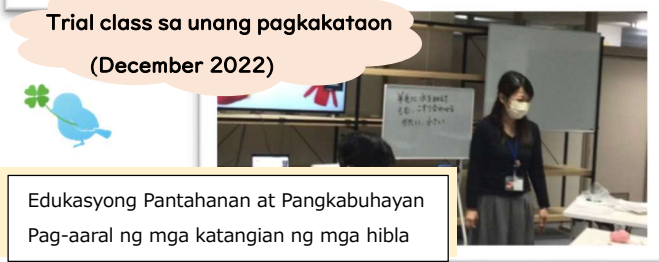 Trial class sa unang pagkakataon
(December 2022)
Edukasyong Pantahanan at Pangkabuhayan
Pag-aaral ng mga katangian ng mga hibla